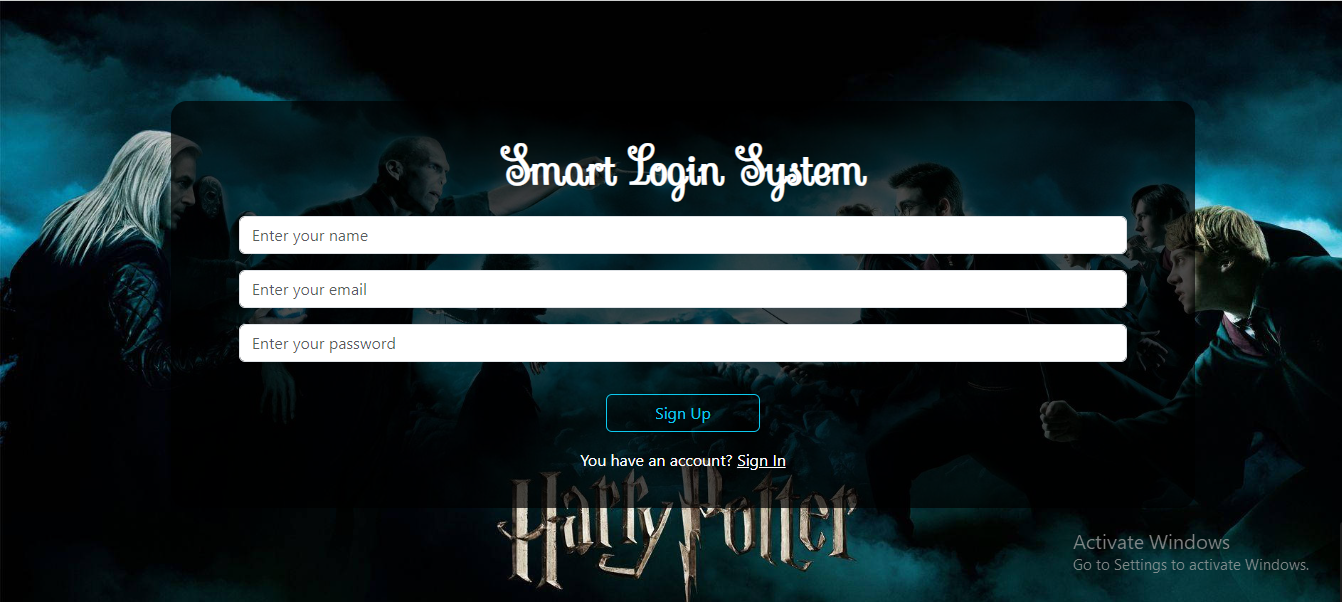 Smart Login System
Enter your name
Enter your email
Enter your password
Sign Up
You have an account? Sign In
Harry Potter
Activate Windows
Go to Settings to activate Windows.